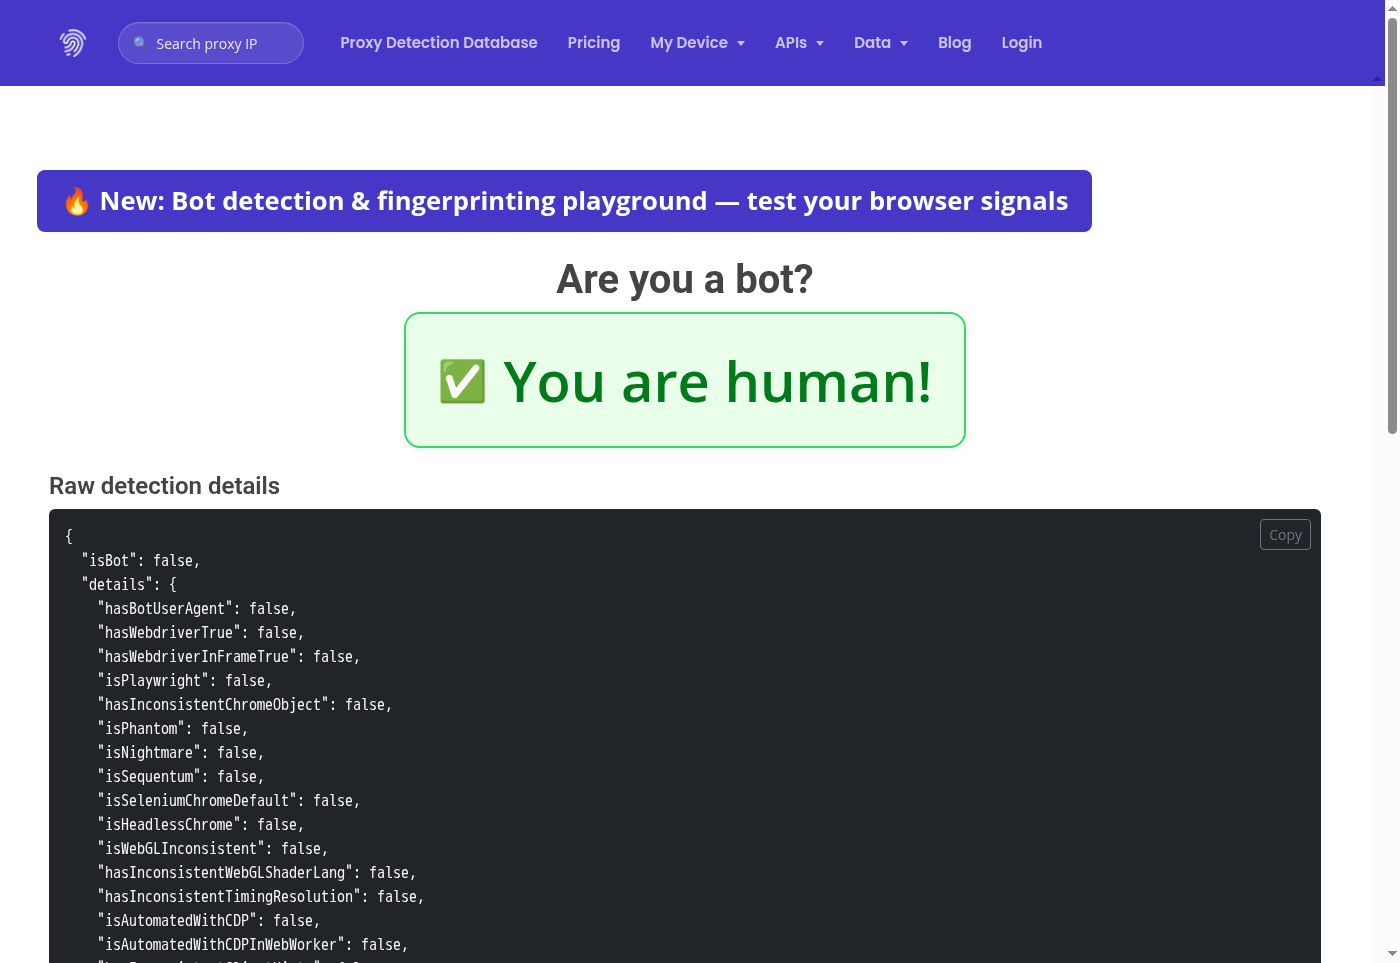 Search proxy IP
Proxy Detection Database
Pricing
My Device
APIs
Data
Blog
Login
🔥 New: Bot detection & fingerprinting playground — test your browser signals
Are you a bot?
✅ You are human!
Raw detection details
Copy
{
  "isBot": false,
  "details": {
    "hasBotUserAgent": false,
    "hasWebdriverTrue": false,
    "hasWebdriverInFrameTrue": false,
    "isPlaywright": false,
    "hasInconsistentChromeObject": false,
    "isPhantom": false,
    "isNightmare": false,
    "isSequentum": false,
    "isSeleniumChromeDefault": false,
    "isHeadlessChrome": false,
    "isWebGLInconsistent": false,
    "hasInconsistentWebGLShaderLang": false,
    "hasInconsistentTimingResolution": false,
    "isAutomatedWithCDP": false,
    "isAutomatedWithCDPInWebWorker": false,